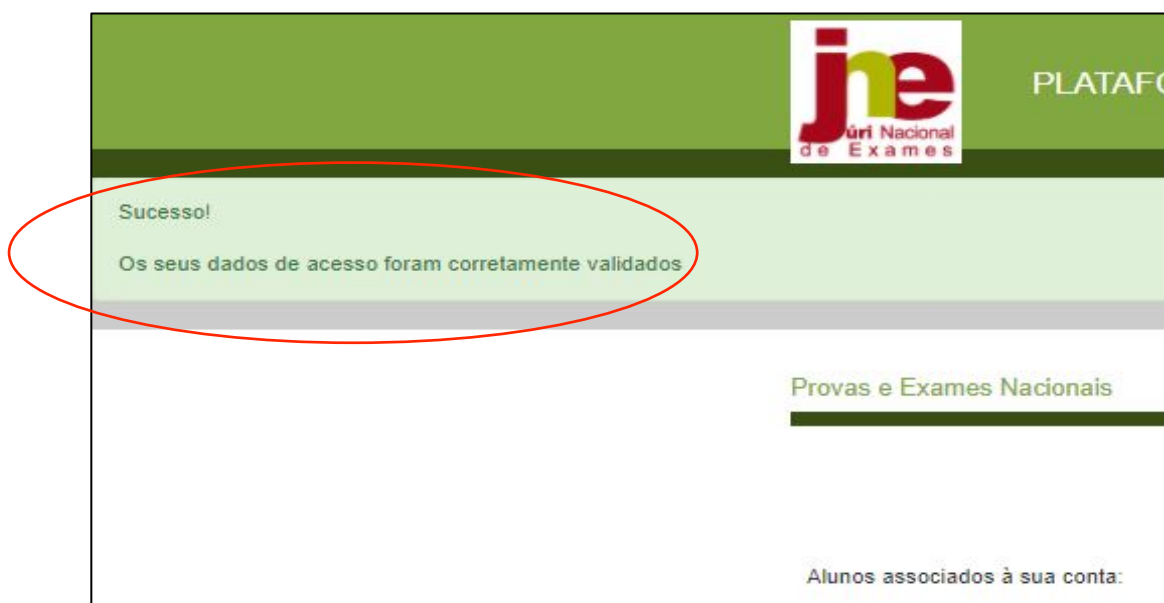 jne
Júri Nacional
de Exames
PLATAFO
Sucesso!
Os seus dados de acesso foram corretamente validados
Provas e Exames Nacionais
Alunos associados à sua conta: